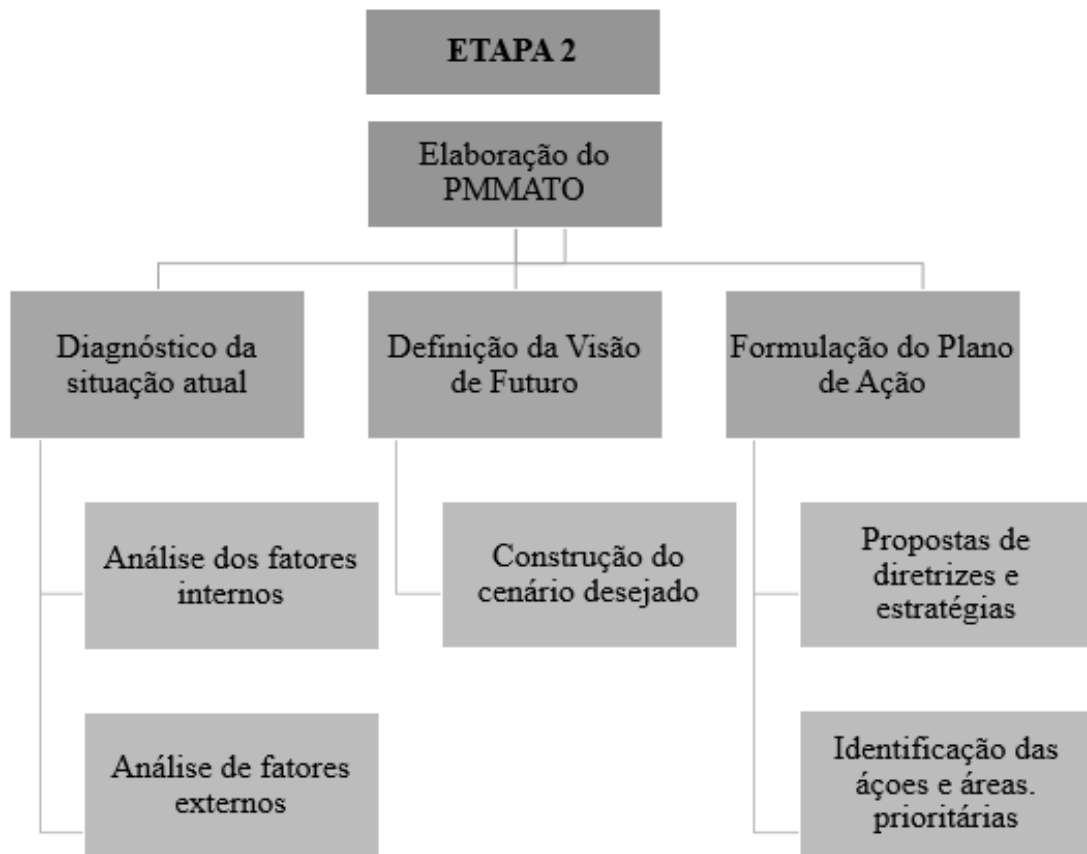 ETAPA 2
Elaboração do
PMMATO
Diagnóstico da
situação atual
Definição da Visão
de Futuro
Formulação do Plano
de Ação
Análise dos fatores
internos
Construção do
cenário desejado
Propostas de
diretrizes e
estratégias
Análise de fatores
externos
Identificação das
áçoes e áreas.
prioritárias